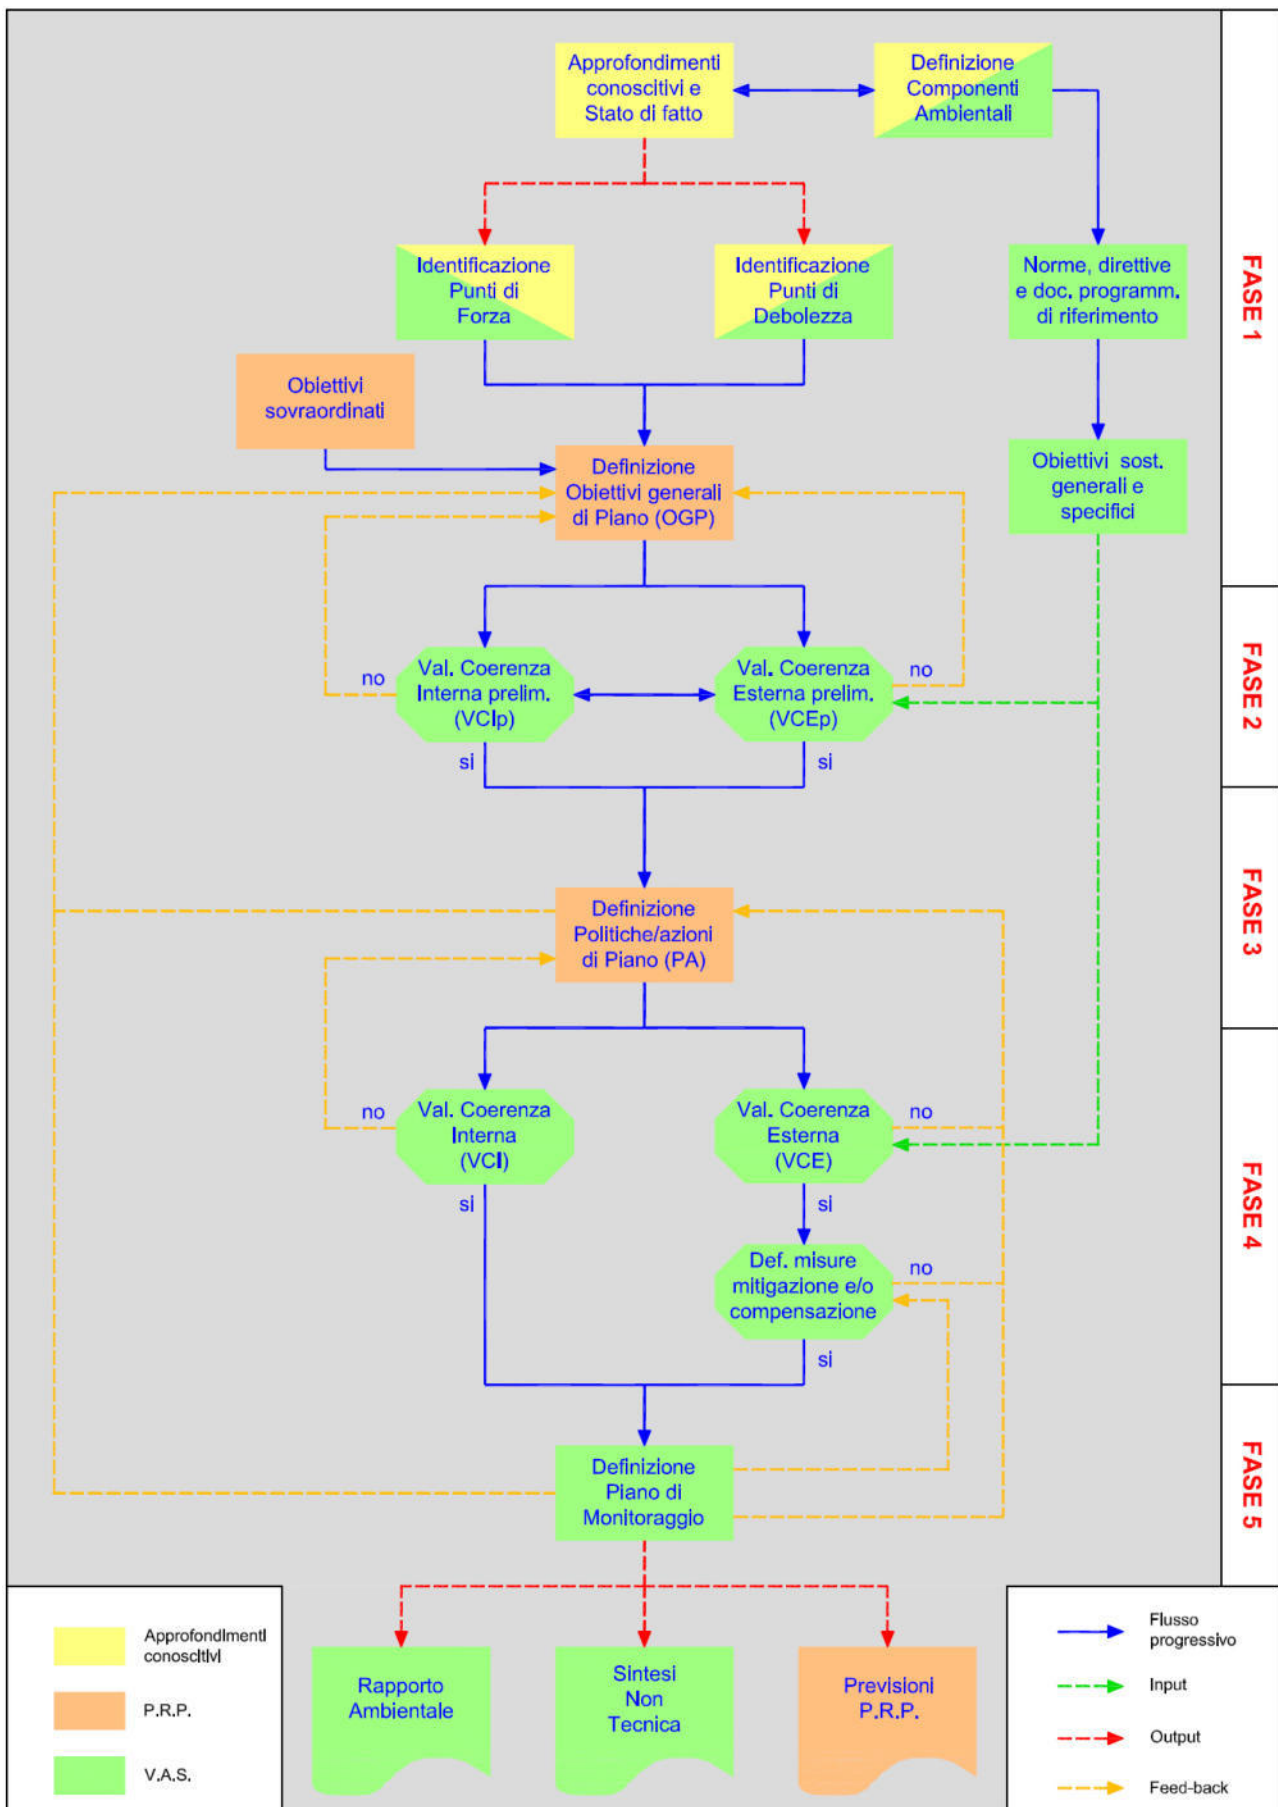 Approfondimenti
conoscitivi e
Stato di fatto
Definizione
Componenti
Ambientali
Identificazione
Punti di
Forza
Identificazione
Punti di
Debolezza
Norme, direttive
e doc. programm.
di riferimento
FASE 1
Obiettivi
sovraordinati
Definizione
Obiettivi generali
di Piano (OGP)
Obiettivi sost.
generali e
specifici
no
Val. Coerenza
Interna prelim.
(VCIp)
si
Val. Coerenza
Esterna prelim.
(VCEp)
no
si
FASE 2
Definizione
Politiche/azioni
di Piano (PA)
FASE 3
no
Val. Coerenza
Interna
(VCI)
si
Val. Coerenza
Esterna
(VCE)
no
si
Def. misure
mitigazione e/o
compensazione
no
si
FASE 4
Definizione
Piano di
Monitoraggio
FASE 5
Rapporto
Ambientale
Sintesi
Non
Tecnica
Previsioni
P.R.P.
Approfondimenti
conoscitivi
P.R.P.
V.A.S.
Flusso
progressivo
Input
Output
Feed-back